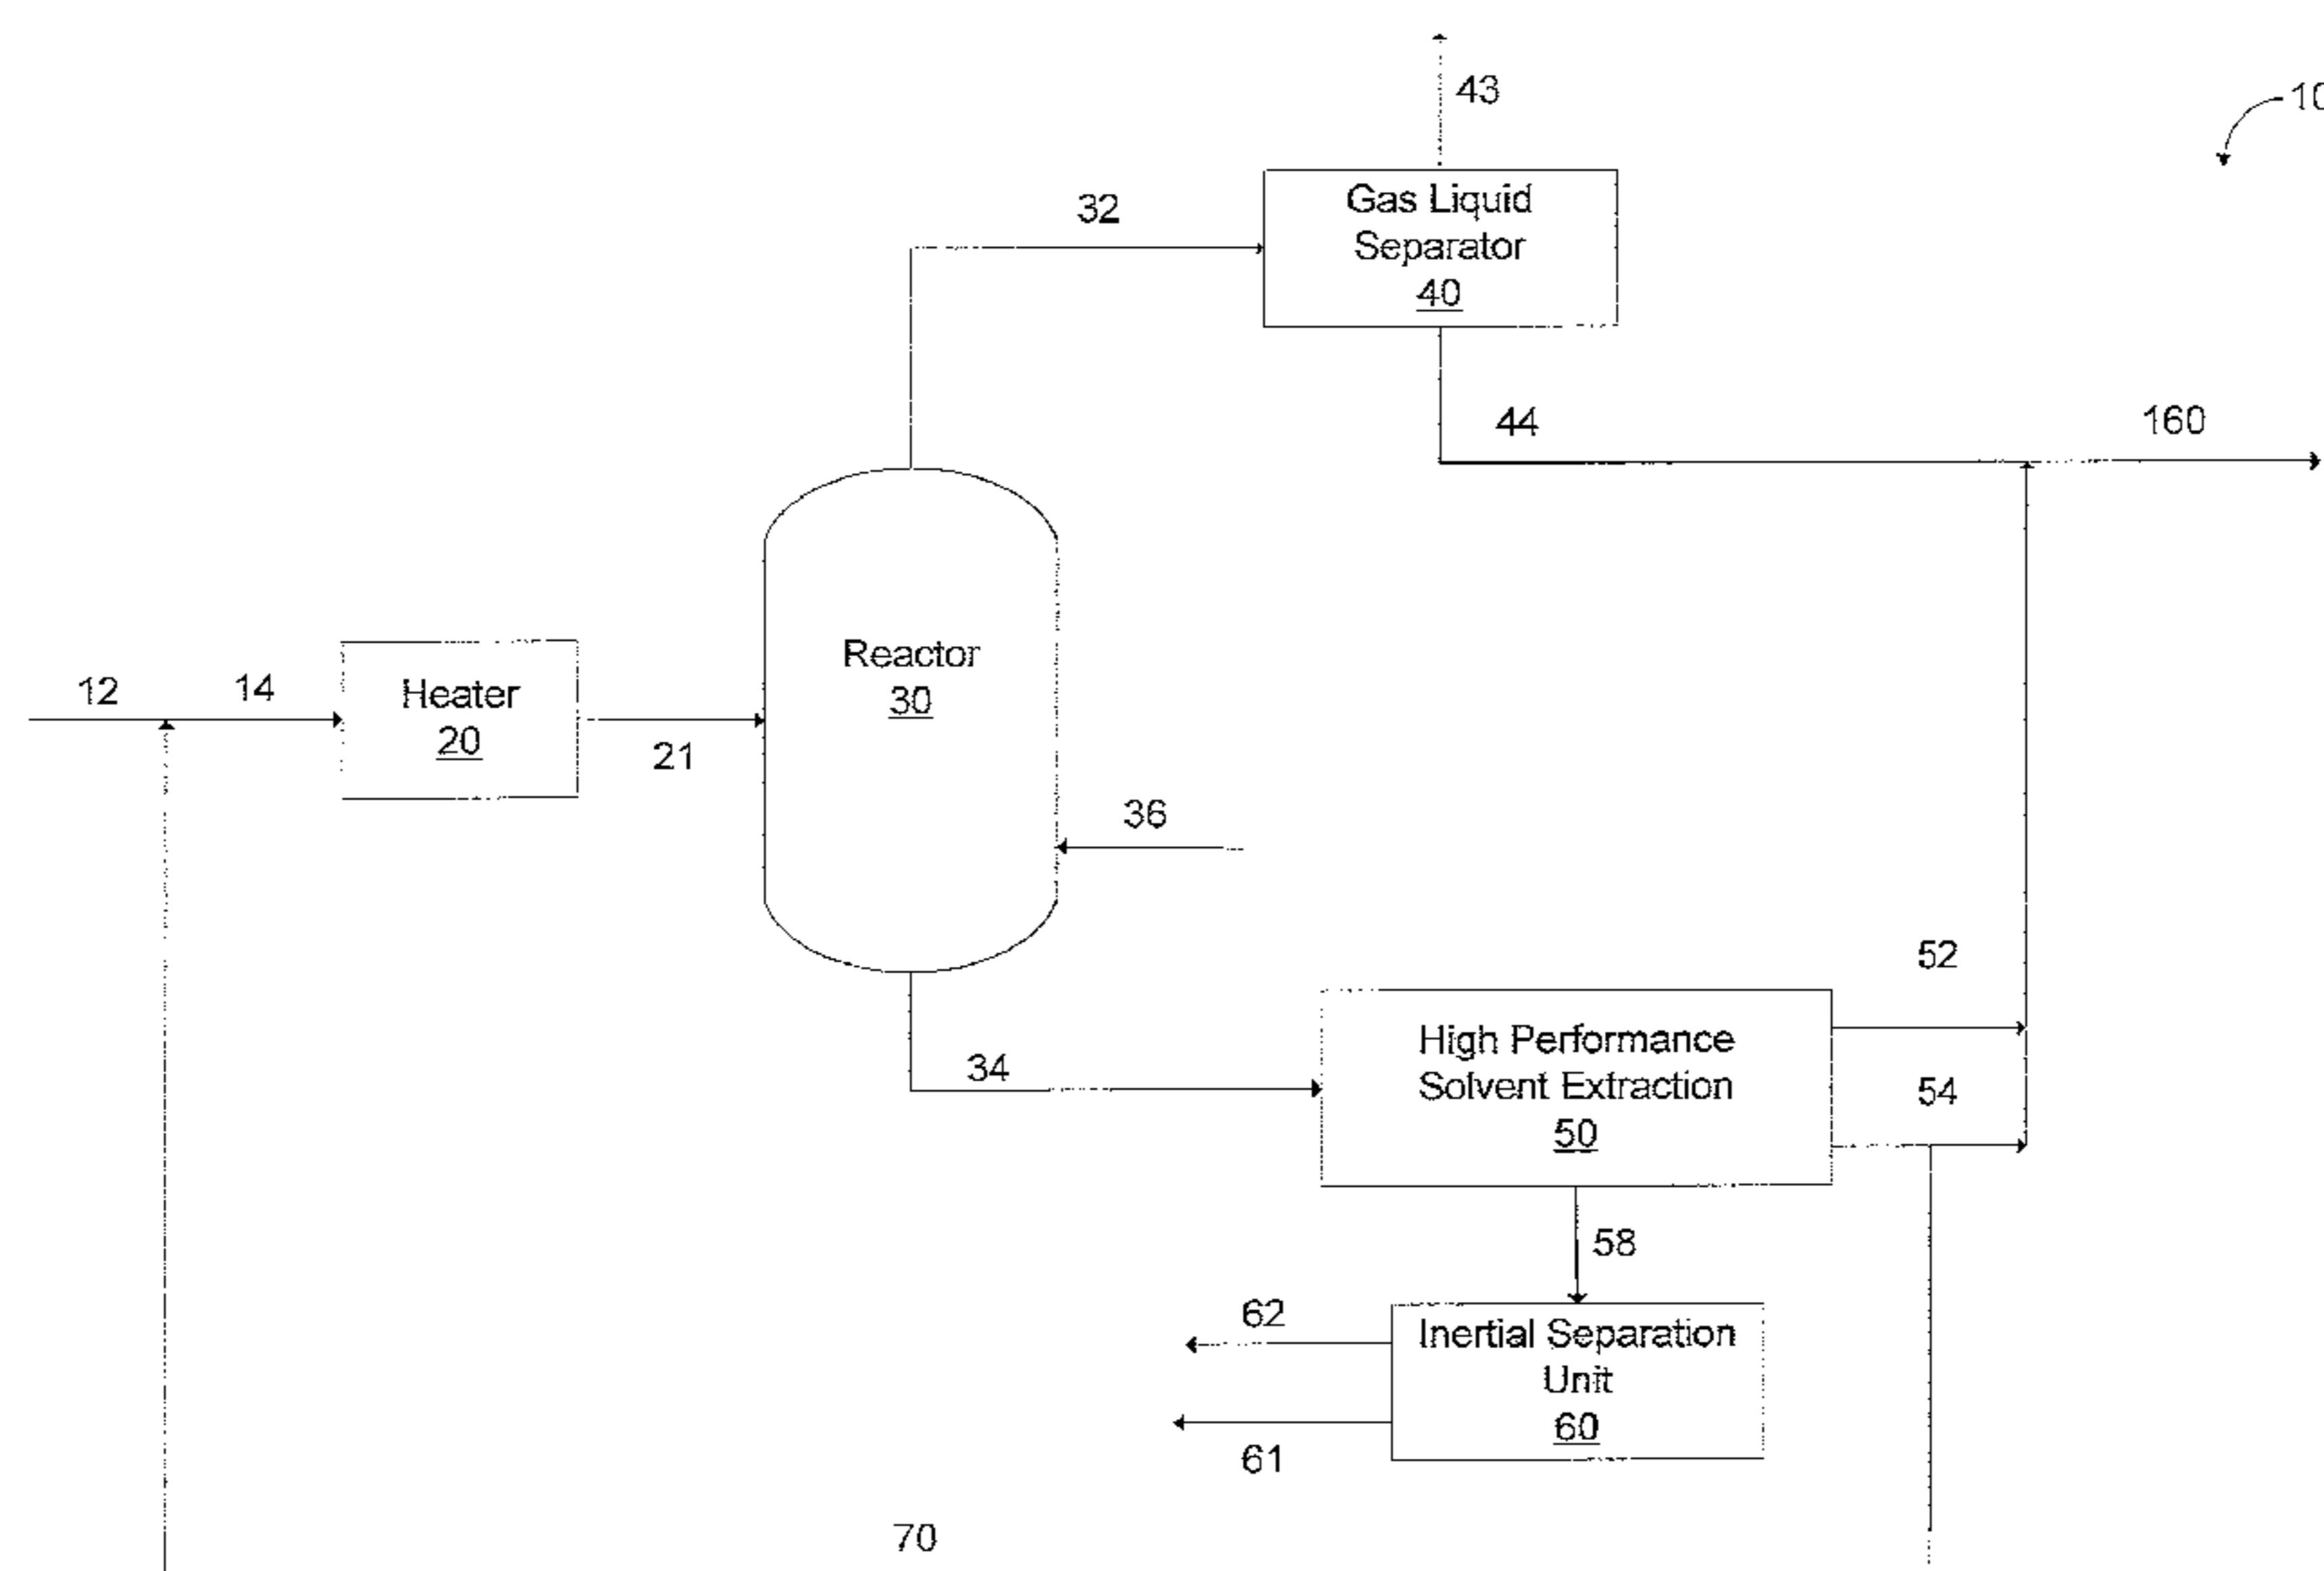 43
10
Gas Liquid
Separator
40
32
44
160
Reactor
30
12
14
Heater
20
21
36
52
High Performance
Solvent Extraction
50
34
54
58
62
Inertial Separation
Unit
60
61
70